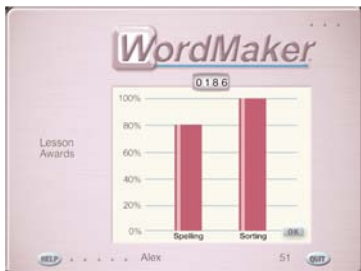 WordMaker
0186
100%
80%
60%
40%
20%
0%
Lesson
Awards
Spelling
Sorting
OK
HELP
Alex
51
QUIT